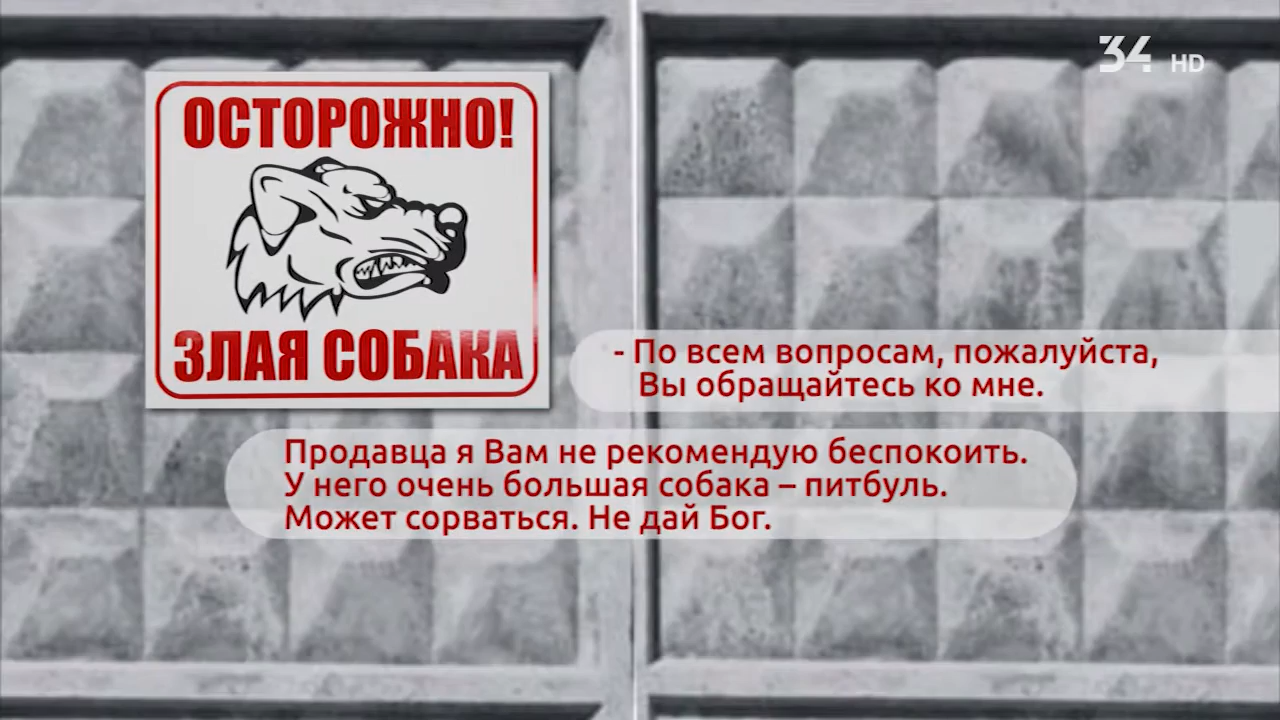 34 HD
ОСТОРОЖНО!
ЗЛАЯ СОБАКА
- По всем вопросам, пожалуйста,
Вы обращайтесь ко мне.
Продавца я Вам не рекомендую беспокоить.
У него очень большая собака – питбуль.
Может сорваться. Не дай Бог.